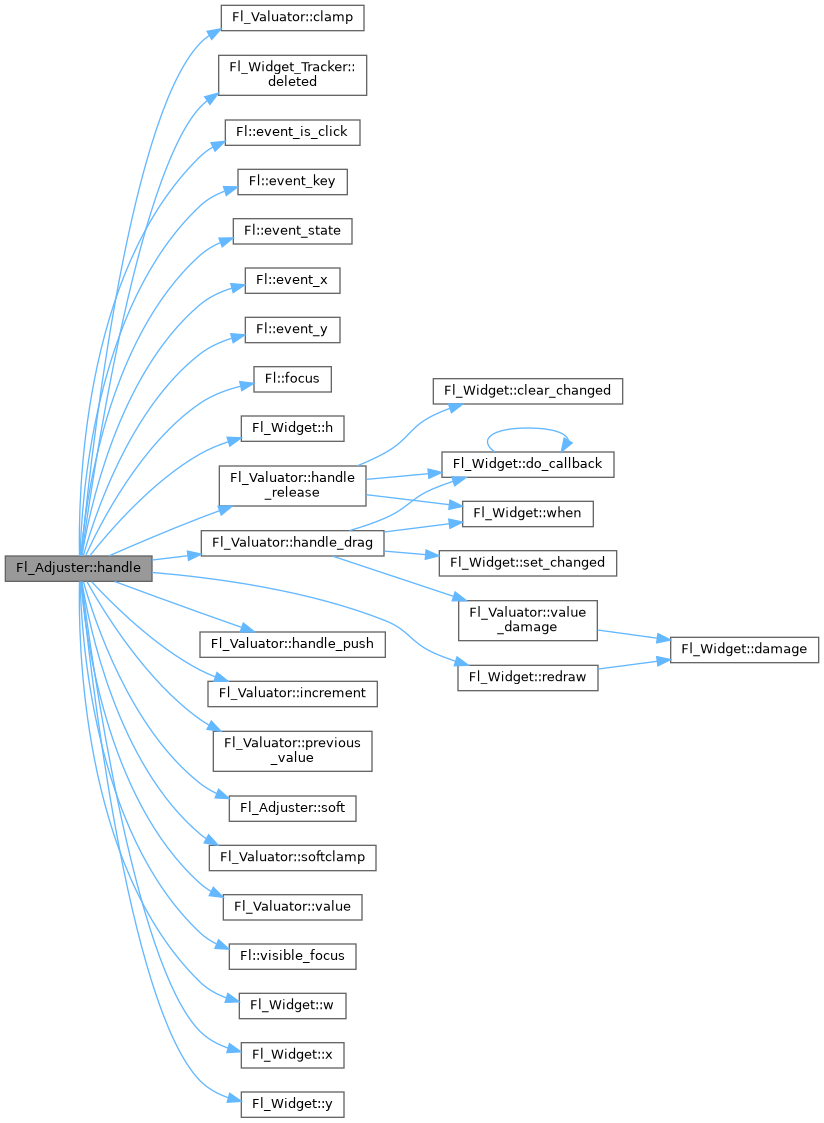 Fl_Adjuster::handle
Fl_Valuator::clamp
Fl_Widget_Tracker::
deleted
Fl::event_is_click
Fl::event_key
Fl::event_state
Fl::event_x
Fl::event_y
Fl::focus
Fl_Widget::h
Fl_Valuator::handle
_release
Fl_Valuator::handle_drag
Fl_Valuator::handle_push
Fl_Valuator::increment
Fl_Valuator::previous
_value
Fl_Adjuster::soft
Fl_Valuator::softclamp
Fl_Valuator::value
Fl::visible_focus
Fl_Widget::w
Fl_Widget::x
Fl_Widget::y
Fl_Widget::clear_changed
Fl_Widget::do_callback
Fl_Widget::when
Fl_Widget::set_changed
Fl_Valuator::value
_damage
Fl_Widget::redraw
Fl_Widget::damage